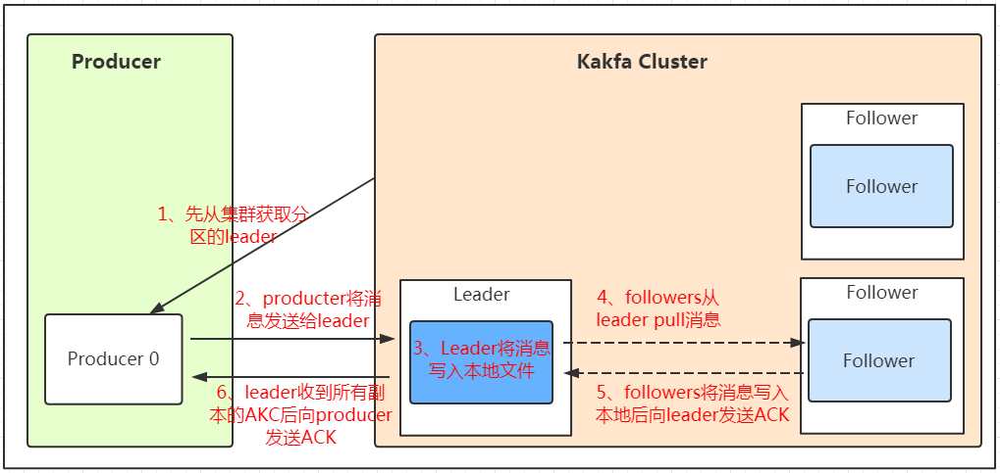 Producer
Kakfa Cluster
Follower
Follower
1、先从集群获取分
区的leader
2、producter将消
息发送给leader
Leader
4、followers从
leader pull消息
Follower
Producer 0
3、Leader将消息
写入本地文件
Follower
6、leader收到所有副
本的AKC后向producer
发送ACK
5、followers将消息写入
本地后向leader发送ACK